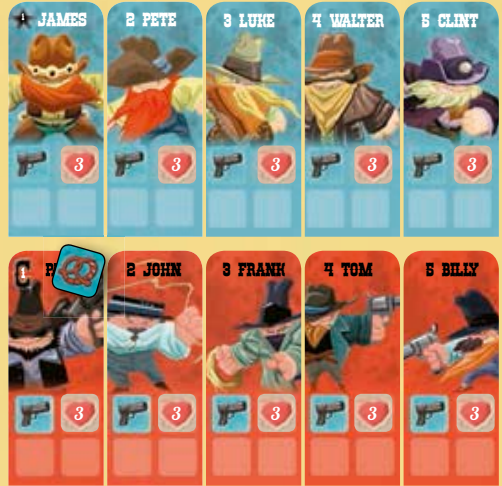 1 JAMES 2 PETE 3 LUKE 4 WALTER 5 CLINT
3 3 3 3 3
1 2 JOHN 3 FRANK 4 TOM 5 BILLY
3 3 3 3 3